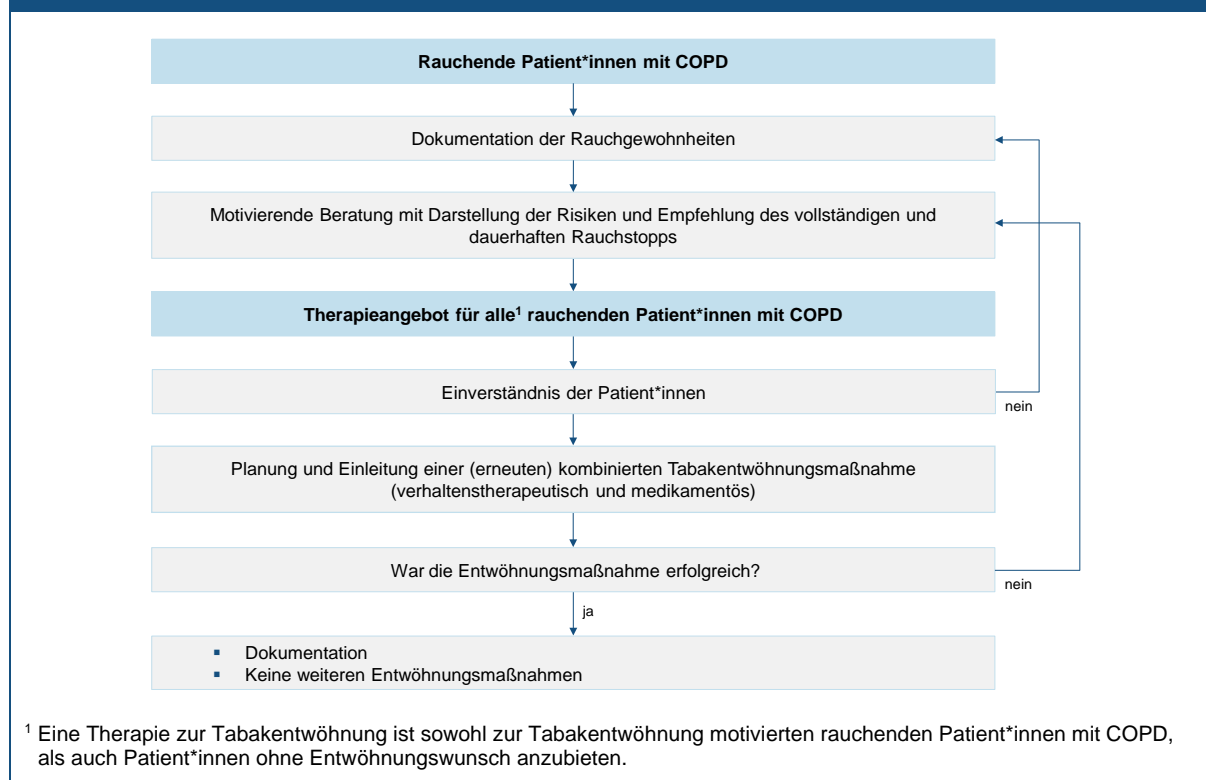 Rauchende Patient*innen mit COPD
Dokumentation der Rauchgewohnheiten
Motivierende Beratung mit Darstellung der Risiken und Empfehlung des vollständigen und
dauerhaften Rauchstopps
Therapieangebot für alle¹ rauchenden Patient*innen mit COPD
Einverständnis der Patient*innen
nein
Planung und Einleitung einer (erneuten) kombinierten Tabakentwöhnungsmaßnahme
(verhaltenstherapeutisch und medikamentös)
War die Entwöhnungsmaßnahme erfolgreich?
nein
ja
▪ Dokumentation
▪ Keine weiteren Entwöhnungsmaßnahmen
¹ Eine Therapie zur Tabakentwöhnung ist sowohl zur Tabakentwöhnung motivierten rauchenden Patient*innen mit COPD,
als auch Patient*innen ohne Entwöhnungswunsch anzubieten.